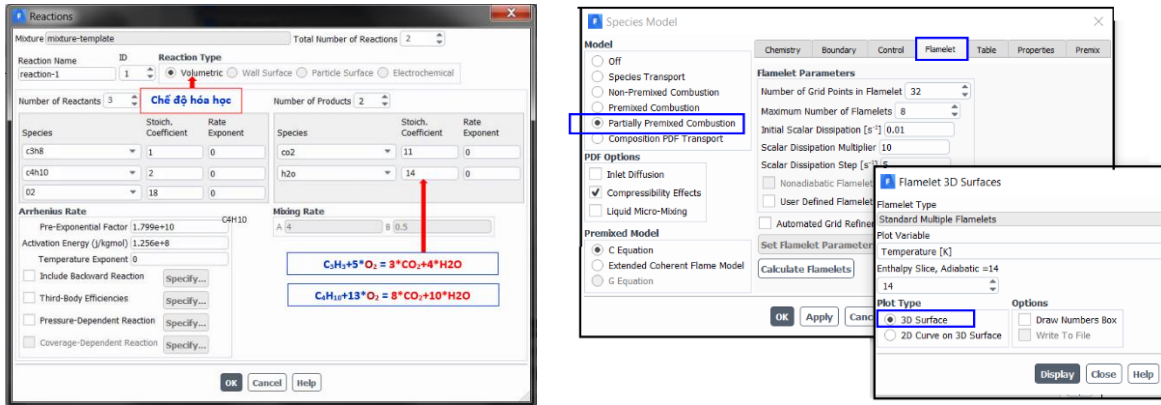 Reactions
Mixture mixture-template
Total Number of Reactions 2
Reaction Name
ID
Reaction Type
reaction-1
1
Volumetric
Wall Surface
Particle Surface
Electrochemical
Number of Reactants 3
Chế độ hóa học
Number of Products 2
Species
Stoich. Coefficient
Rate Exponent
Species
Stoich. Coefficient
Rate Exponent
c3h8
1
0
co2
11
0
c4h10
2
0
h2o
14
0
02
18
0
Arrhenius Rate
C4H10
Mixing Rate
Pre-Exponential Factor 1.799e+10
A 4
B 0.5
Activation Energy (j/kgmol) 1.256e+8
Temperature Exponent 0
Include Backward Reaction
Specify...
Third-Body Efficiencies
Specify...
Pressure-Dependent Reaction
Specify...
Coverage-Dependent Reaction
Specify...
C₃H₃+5*O₂ = 3*CO₂+4*H2O
C₄H₁₀+13*O₂ = 8*CO₂+10*H2O
OK
Cancel
Help
Species Model
Model
Off
Species Transport
Non-Premixed Combustion
Premixed Combustion
Partially Premixed Combustion
Composition PDF Transport
PDF Options
Inlet Diffusion
Compressibility Effects
Liquid Micro-Mixing
Premixed Model
C Equation
Extended Coherent Flame Model
G Equation
Chemistry
Boundary
Control
Flamelet
Table
Properties
Premix
Flamelet Parameters
Number of Grid Points in Flamelet 32
Maximum Number of Flamelets 8
Initial Scalar Dissipation [s⁻¹] 0.01
Scalar Dissipation Multiplier 10
Scalar Dissipation Step [s⁻¹] 5
Nonadiabatic Flamelet
User Defined Flamelet
Automated Grid Refiner
Set Flamelet Parameter
Calculate Flamelets
OK
Apply
Canc
Flamelet 3D Surfaces
Flamelet Type
Standard Multiple Flamelets
Plot Variable
Temperature [K]
Enthalpy Slice, Adiabatic =14
14
Plot Type
Options
3D Surface
Draw Numbers Box
2D Curve on 3D Surface
Write To File
Display
Close
Help